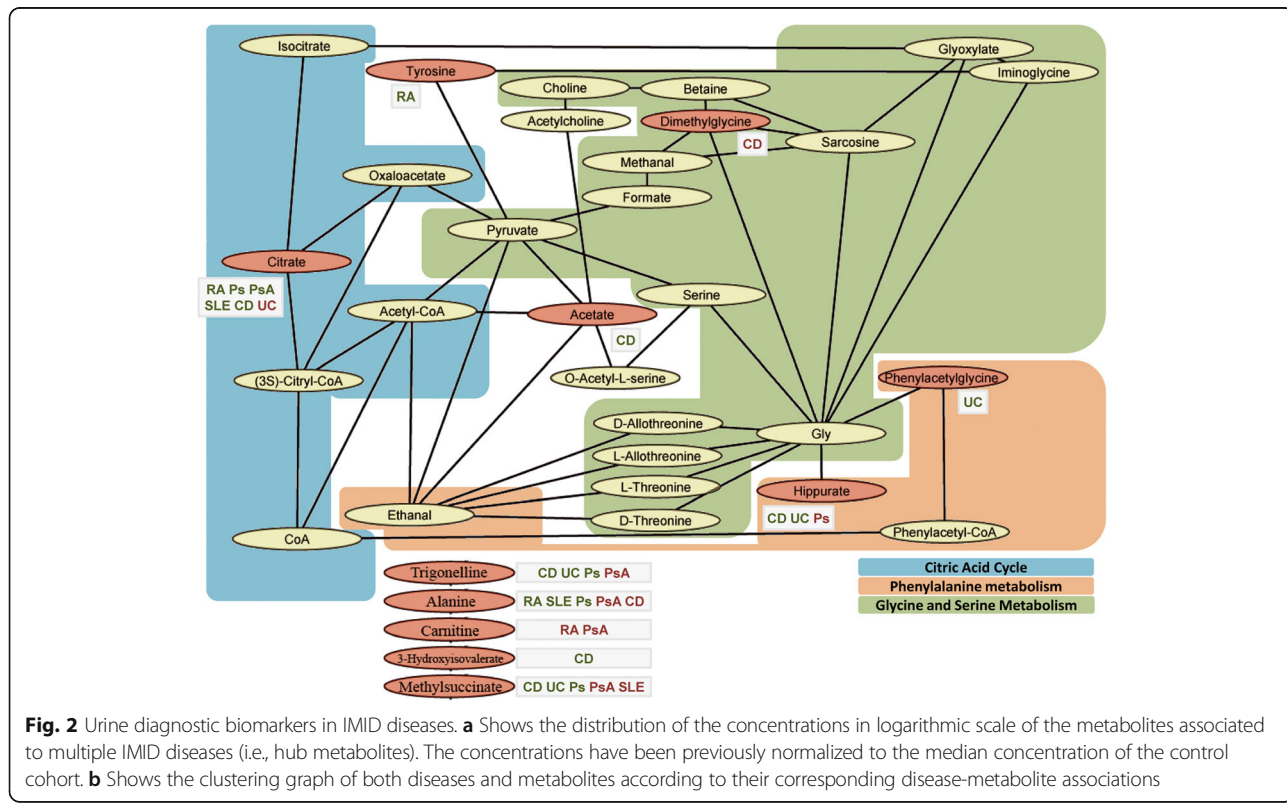 Isocitrate
Glyoxylate
Tyrosine
Iminoglycine
RA
Choline
Betaine
Acetylcholine
Dimethylglycine
CD
Sarcosine
Methanal
Oxaloacetate
Formate
Pyruvate
Citrate
RA Ps PsA
SLE CD UC
Serine
Acetyl-CoA
Acetate
CD
(3S)-Citryl-CoA
O-Acetyl-L-serine
Phenylacetylglycine
UC
D-Allothreonine
Gly
L-Allothreonine
L-Threonine
Hippurate
CD UC Ps
Ethanal
D-Threonine
CoA
Phenylacetyl-CoA
Trigonelline CD UC Ps PsA
Citric Acid Cycle
Phenylalanine metabolism
Glycine and Serine Metabolism
Alanine RA SLE Ps PsA CD
Carnitine RA PsA
3-Hydroxyisovalerate CD
Methylsuccinate CD UC Ps PsA SLE
Fig. 2 Urine diagnostic biomarkers in IMID diseases. a Shows the distribution of the concentrations in logarithmic scale of the metabolites associated
to multiple IMID diseases (i.e., hub metabolites). The concentrations have been previously normalized to the median concentration of the control
cohort. b Shows the clustering graph of both diseases and metabolites according to their corresponding disease-metabolite associations